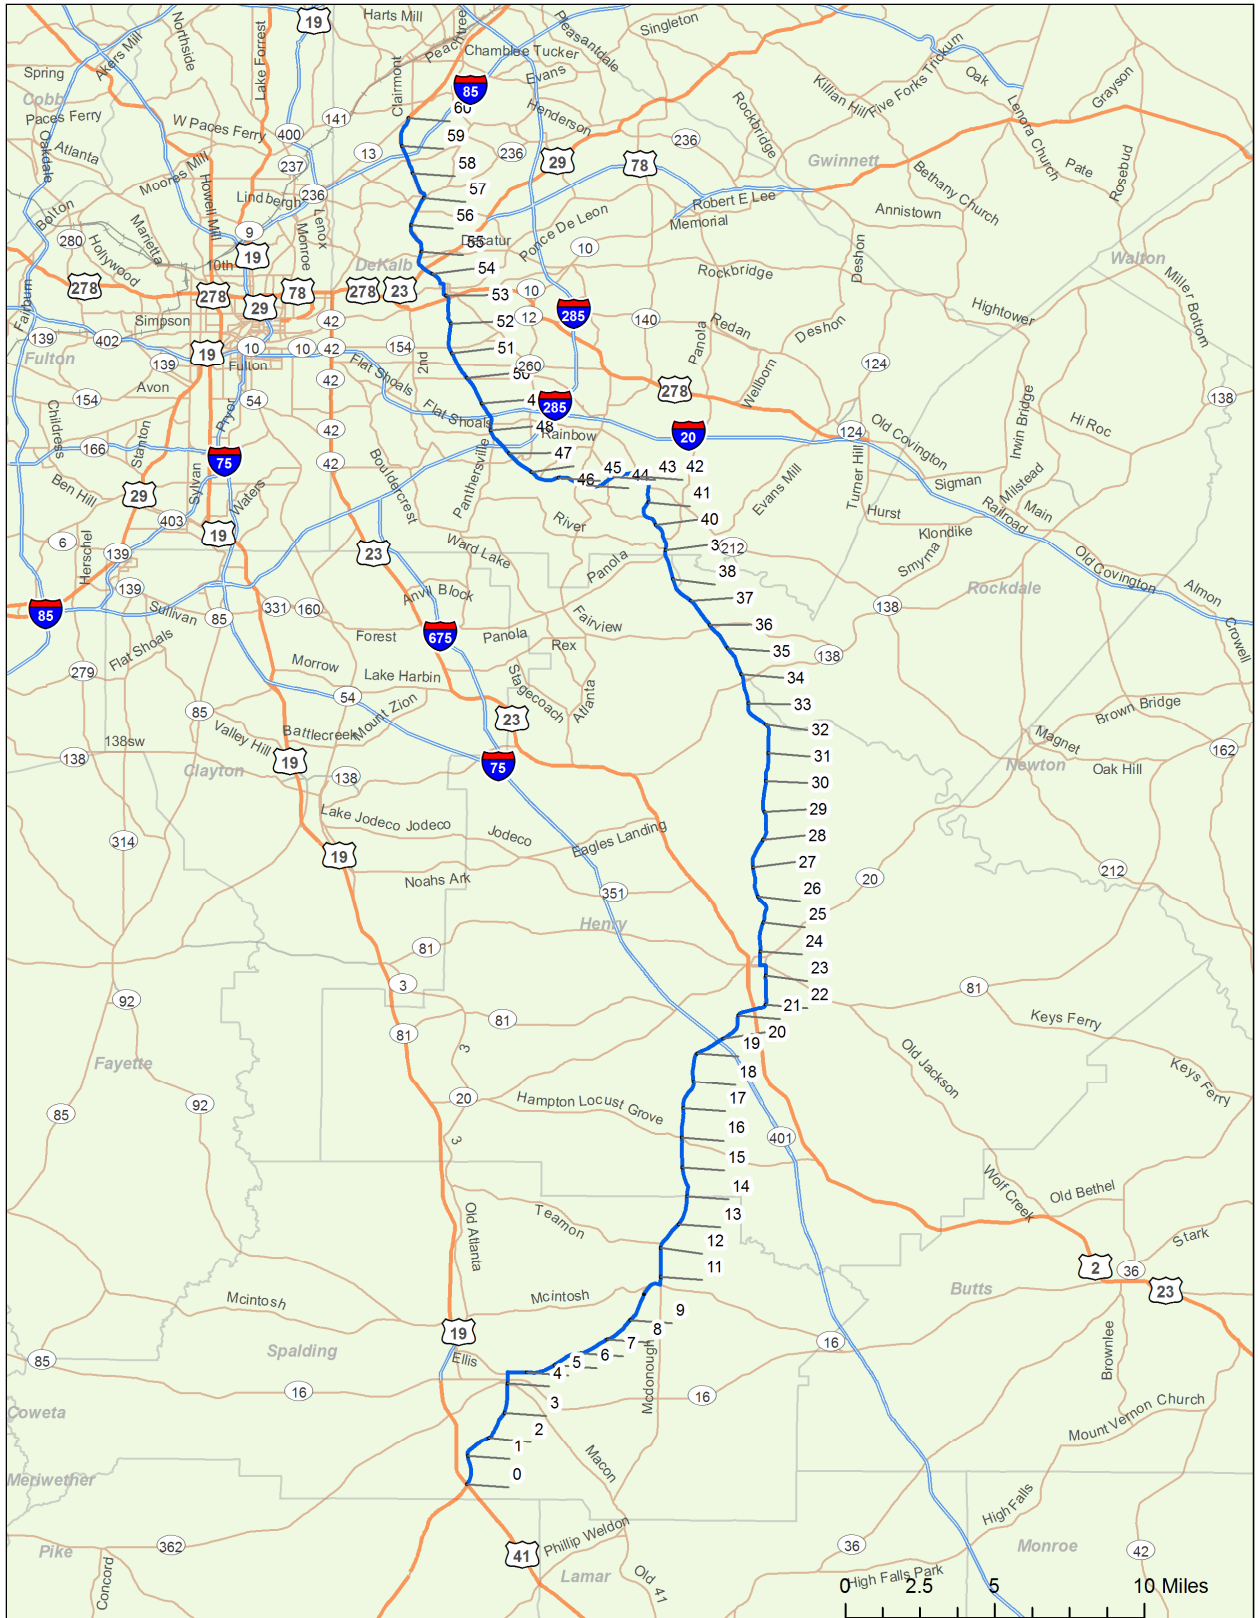 19
Harts Mill
Singleton
Pleasantdale
Peachtree
Northside
Akers Mill
Lake Forrest
Chamblee Tucker
Trickum
Spring
Clairmont
Evans
Oak
Cobb
85
60
Killian Hill
Five Forks
Grayson
Paces Ferry
W Paces Ferry
141
Henderson
Rockbridge
Lenora Church
400
59
Oakdale
Atlanta
13
236
29
78
236
Gwinnett
Moores Mill
237
58
Pate
Rosebud
Howell Mill
Lindbergh
236
57
Robert E Lee
Bethany Church
Bolton
Marietta
9
Lenox
Monroe
56
Ponce De Leon
Memorial
Annistown
280
Hollywood
19
Decatur
55
10
Deshon
Walton
10th
DeKalb
54
Rockbridge
Miller Bottom
278
278
78
278
23
53
10
Hightower
Fairburn
29
52
12
285
140
Redan
Deshon
Simpson
42
139
402
19
10
10
42
154
51
Panola
Fulton
139
Fulton
2nd
260
Wellborn
124
Avon
42
Flat Shoals
50
278
154
54
4
285
138
Childress
Stanton
Pryor
42
Flat Shoals
48
Rainbow
20
124
Old Covington
Irwin Bridge
Hi Roc
166
75
42
47
Panthersville
Ben Hill
29
Sylvan
Waters
Bouldercrest
46
45
44
43
42
Evans Mill
Turner Hill
Sigman
Milstead
41
403
19
River
40
Hurst
Railroad
Main
6
Herschel
139
23
Ward Lake
3
212
Klondike
Smyrna
Panola
38
Old Covington
139
Anvil Block
37
Rockdale
Almon
85
Sullivan
331
160
Fairview
138
85
675
36
Crowell
Flat Shoals
Forest
Panola
Rex
35
138
279
Morrow
Lake Harbin
34
54
Stagecoach
Atlanta
33
Brown Bridge
85
Mount Zion
23
32
Valley Hill
Battlecreek
Magnet
138sw
31
162
138
Clayton
19
138
75
30
Newton
Oak Hill
29
314
Lake Jodeco
Jodeco
Jodeco
Eagles Landing
28
19
27
212
Noahs Ark
351
26
20
Henry
25
81
24
23
3
92
22
81
81
21
Keys Ferry
81
20
3
19
Old Jackson
Fayette
18
Keys Ferry
20
92
Hampton Locust Grove
17
85
3
16
401
15
14
Wolf Creek
Old Bethel
Teamon
13
Old Atlanta
12
Stark
11
2
36
Butts
23
Mcintosh
Mcintosh
9
19
8
16
7
Brownlee
Spalding
6
85
Ellis
5
4
16
Mcdonough
16
3
Coweta
Mount Vernon Church
2
1
Macon
Meriwether
0
High Falls
Phillip Weldon
362
36
Pike
41
Monroe
42
Concord
Lamar
Old 41
High Falls Park
0
2.5
5
10 Miles